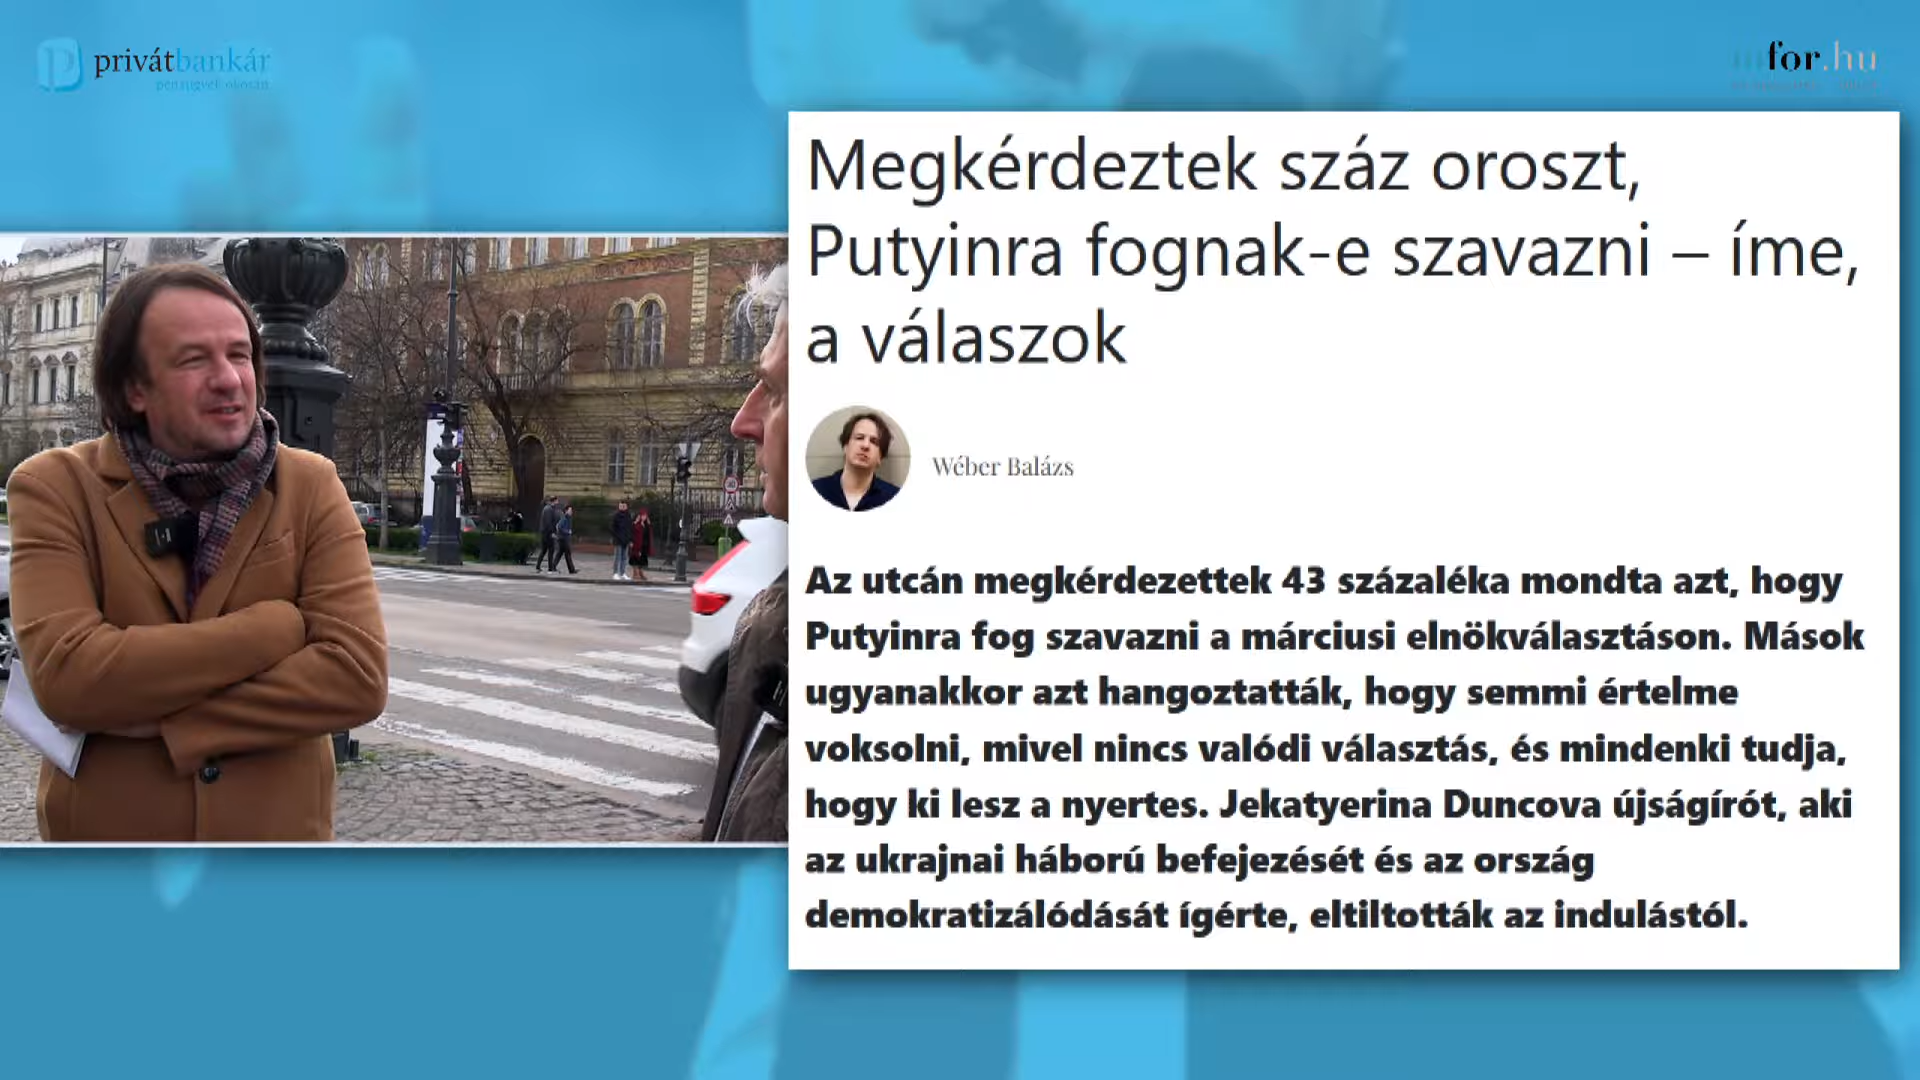 privátbankár
pénzügyek okosan
mfor.hu
Megkérdeztek száz oroszt,
Putyinra fognak-e szavazni – íme,
a válaszok
Wéber Balázs
Az utcán megkérdezettek 43 százaléka mondta azt, hogy
Putyinra fog szavazni a márciusi elnökválasztáson. Mások
ugyanakkor azt hangoztatták, hogy semmi értelme
voksolni, mivel nincs valódi választás, és mindenki tudja,
hogy ki lesz a nyertes. Jekatyerina Duncova újságírót, aki
az ukrajnai háború befejezését és az ország
demokratizálódását ígérte, eltiltották az indulástól.